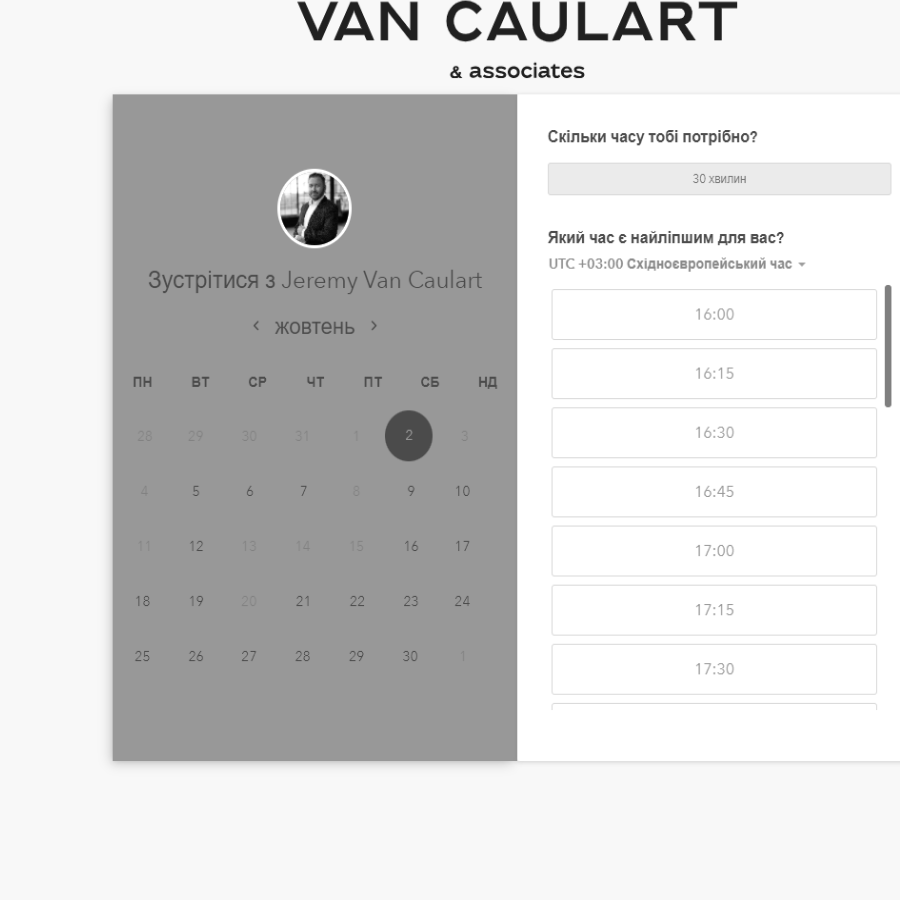 VAN CAULART
& associates
Зустрітися з Jeremy Van Caulart
жовтень
ПН ВТ СР ЧТ ПТ СБ НД
28 29 30 31 1 2 3
4 5 6 7 8 9 10
11 12 13 14 15 16 17
18 19 20 21 22 23 24
25 26 27 28 29 30 1
Скільки часу тобі потрібно?
30 хвилин
Який час є найліпшим для вас?
UTC +03:00 Східноєвропейський час
16:00
16:15
16:30
16:45
17:00
17:15
17:30